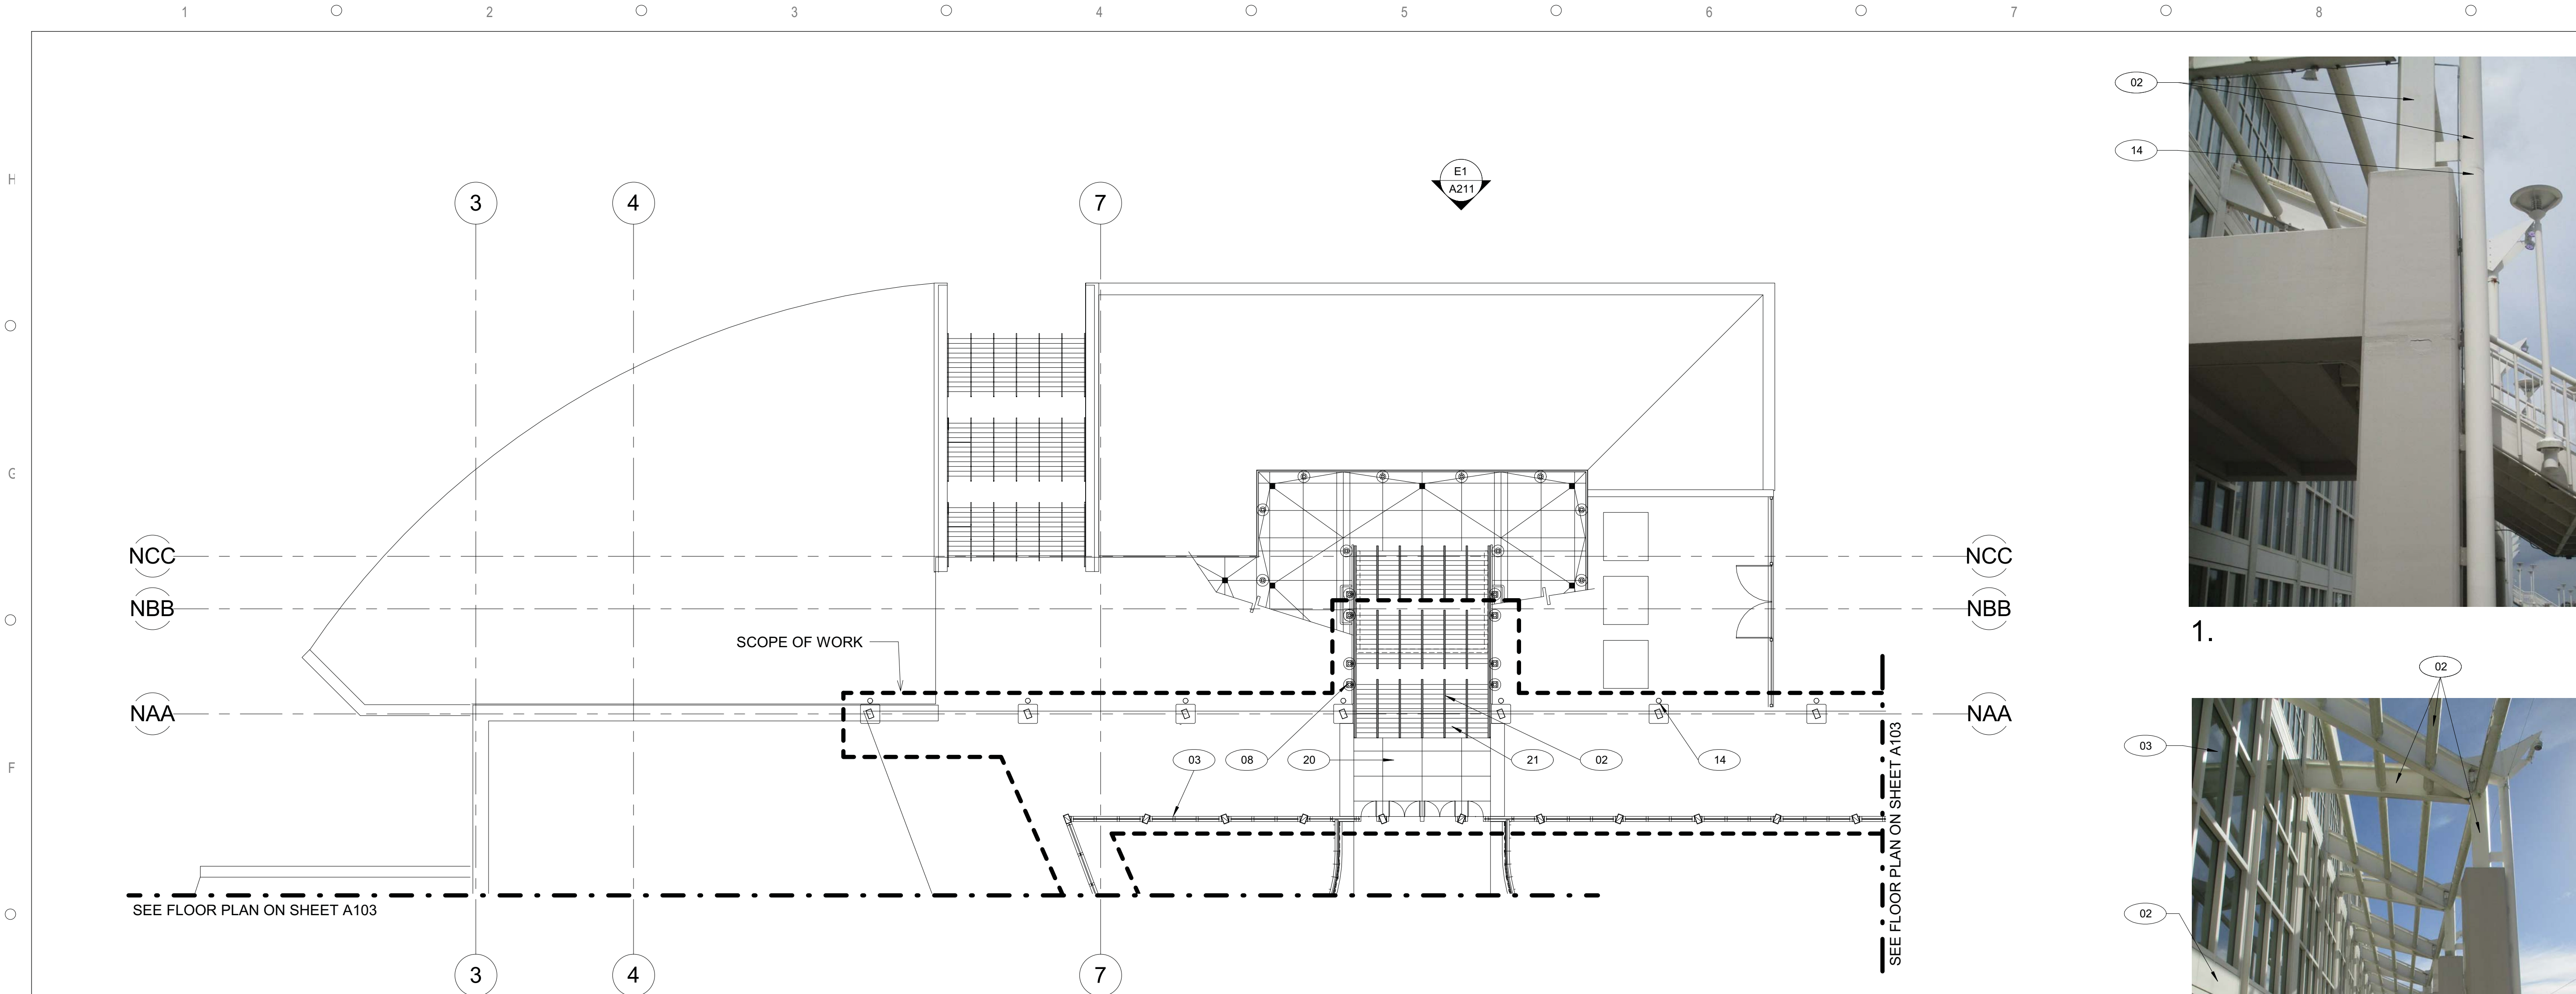 1 2 3 4 5 6 7 8
H
G
F
E1
A211
3 4 7
NCC NCC
NBB NBB
NAA NAA
SCOPE OF WORK
03 08 20 21 02 14
SEE FLOOR PLAN ON SHEET A103
SEE FLOOR PLAN ON SHEET A103
3 4 7
02
14
1.
02
03
02